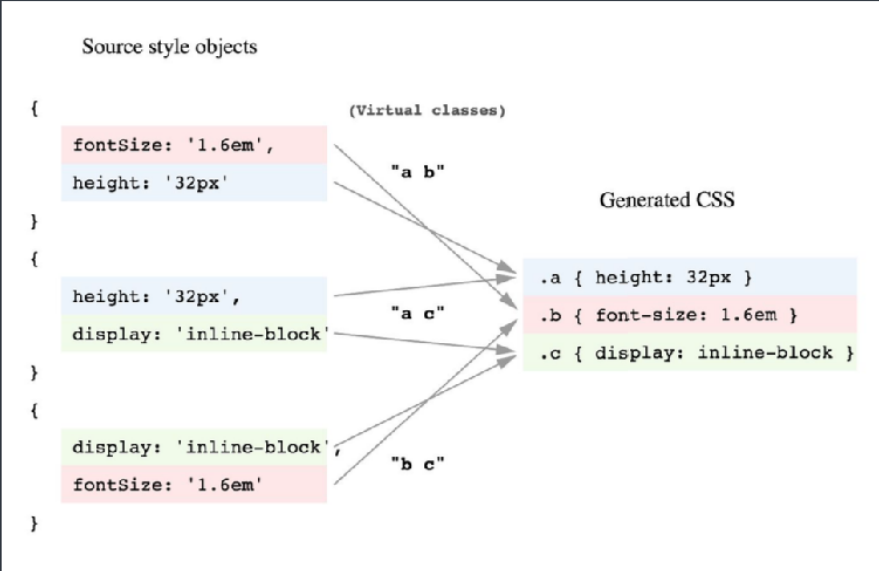 Source style objects
{
(Virtual classes)
fontSize: '1.6em',
"a b"
height: '32px'
Generated CSS
}
{
.a { height: 32px }
height: '32px',
"a c"
.b { font-size: 1.6em }
display: 'inline-block'
.c { display: inline-block }
}
{
display: 'inline-block',
"b c"
fontSize: '1.6em'
}